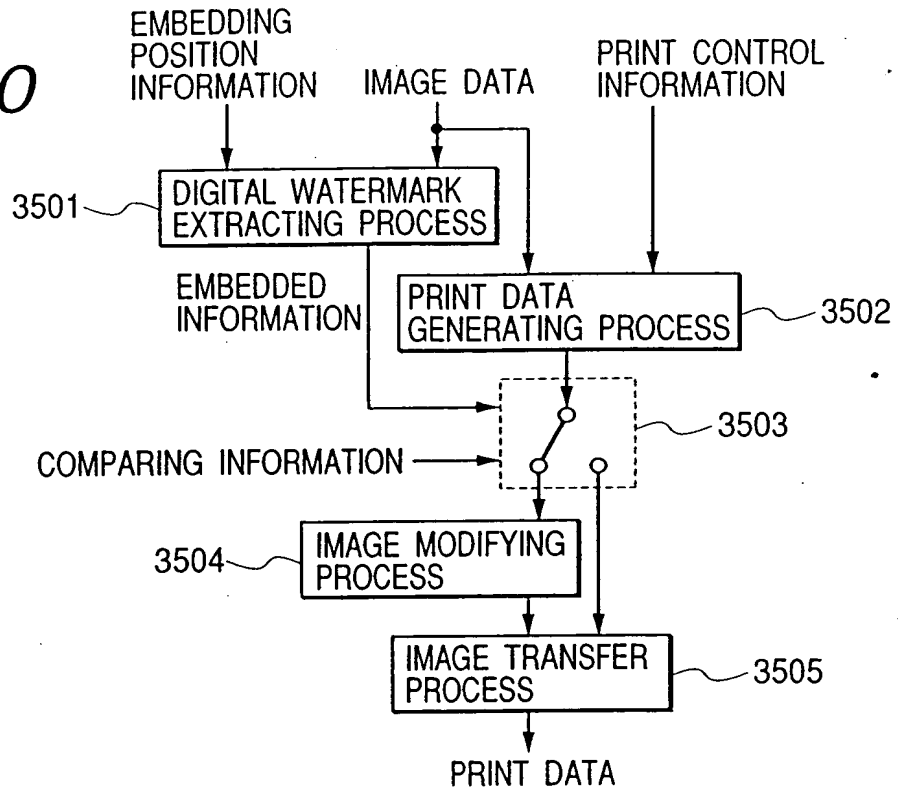 0
EMBEDDING
POSITION
INFORMATION
IMAGE DATA
PRINT CONTROL
INFORMATION
3501
DIGITAL WATERMARK
EXTRACTING PROCESS
EMBEDDED
INFORMATION
PRINT DATA
GENERATING PROCESS
3502
3503
COMPARING INFORMATION
3504
IMAGE MODIFYING
PROCESS
IMAGE TRANSFER
PROCESS
3505
PRINT DATA